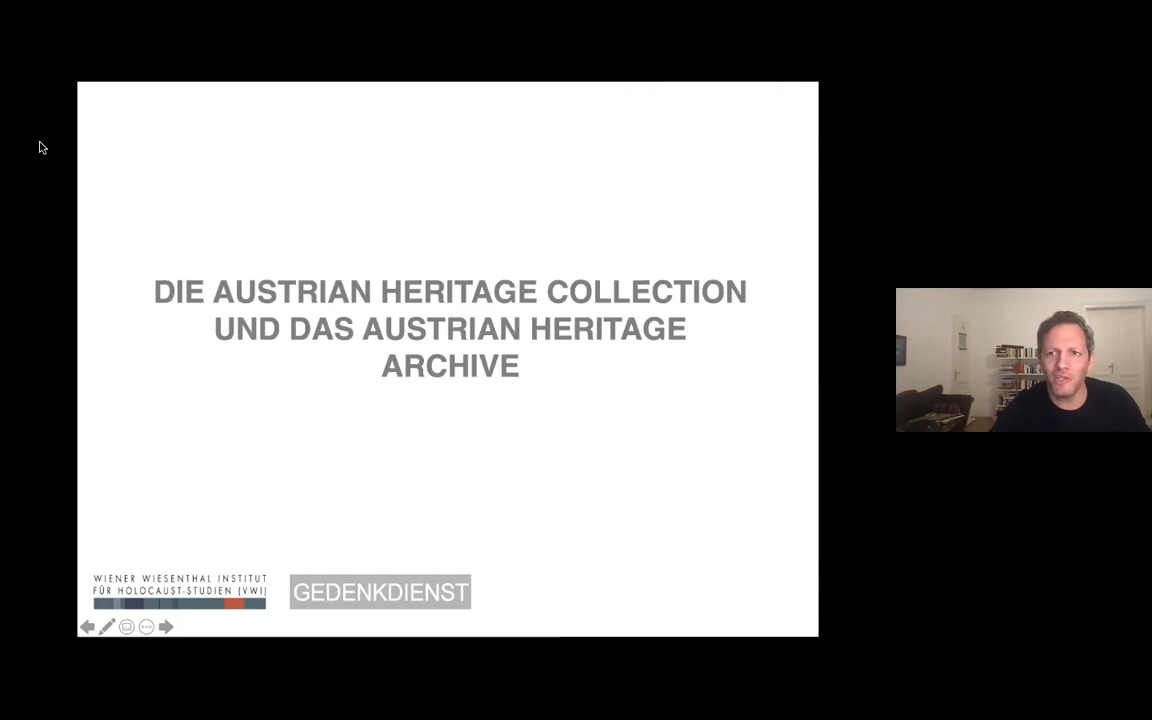 DIE AUSTRIAN HERITAGE COLLECTION
UND DAS AUSTRIAN HERITAGE
ARCHIVE
WIENER WIESENTHAL INSTITUT
FÜR HOLOCAUST-STUDIEN (VWI)
GEDENKDIENST